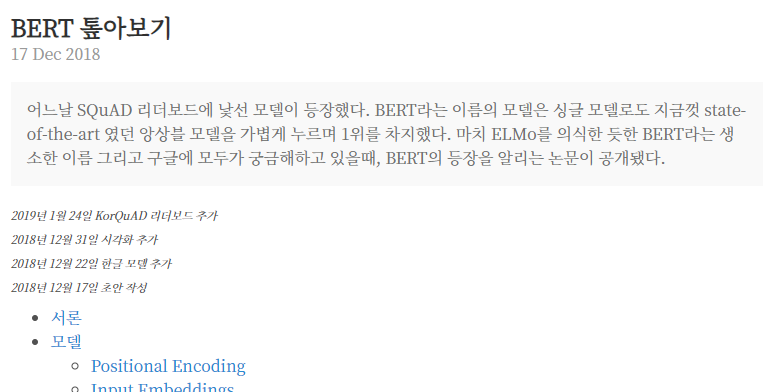 BERT 톺아보기
17 Dec 2018
어느날 SQuAD 리더보드에 낯선 모델이 등장했다. BERT라는 이름의 모델은 싱글 모델로도 지금껏 state-
of-the-art 였던 앙상블 모델을 가볍게 누르며 1위를 차지했다. 마치 ELMo를 의식한 듯한 BERT라는 생
소한 이름 그리고 구글에 모두가 궁금해하고 있을때, BERT의 등장을 알리는 논문이 공개됐다.
2019년 1월 24일 KorQuAD 리더보드 추가
2018년 12월 31일 시각화 추가
2018년 12월 22일 한글 모델 추가
2018년 12월 17일 초안 작성
서론
모델
Positional Encoding
Input Embeddings